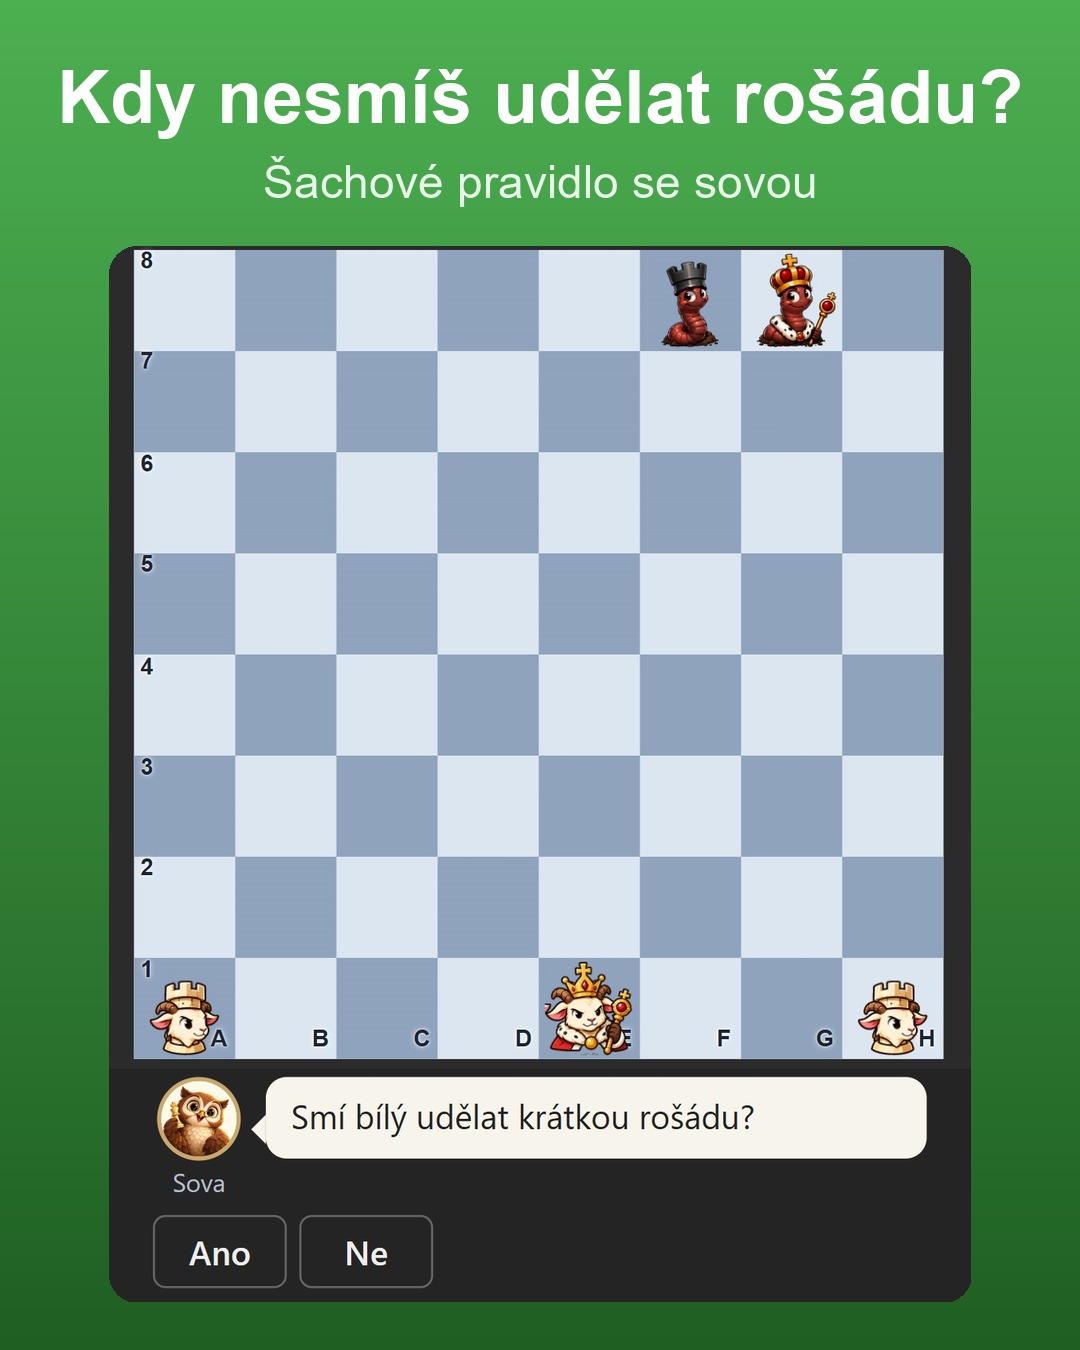 Kdy nesmíš udělat rošádu?
Šachové pravidlo se sovou
8
7
6
5
4
3
2
1
A B C D E F G H
Smí bílý udělat krátkou rošádu?
Sova
Ano Ne